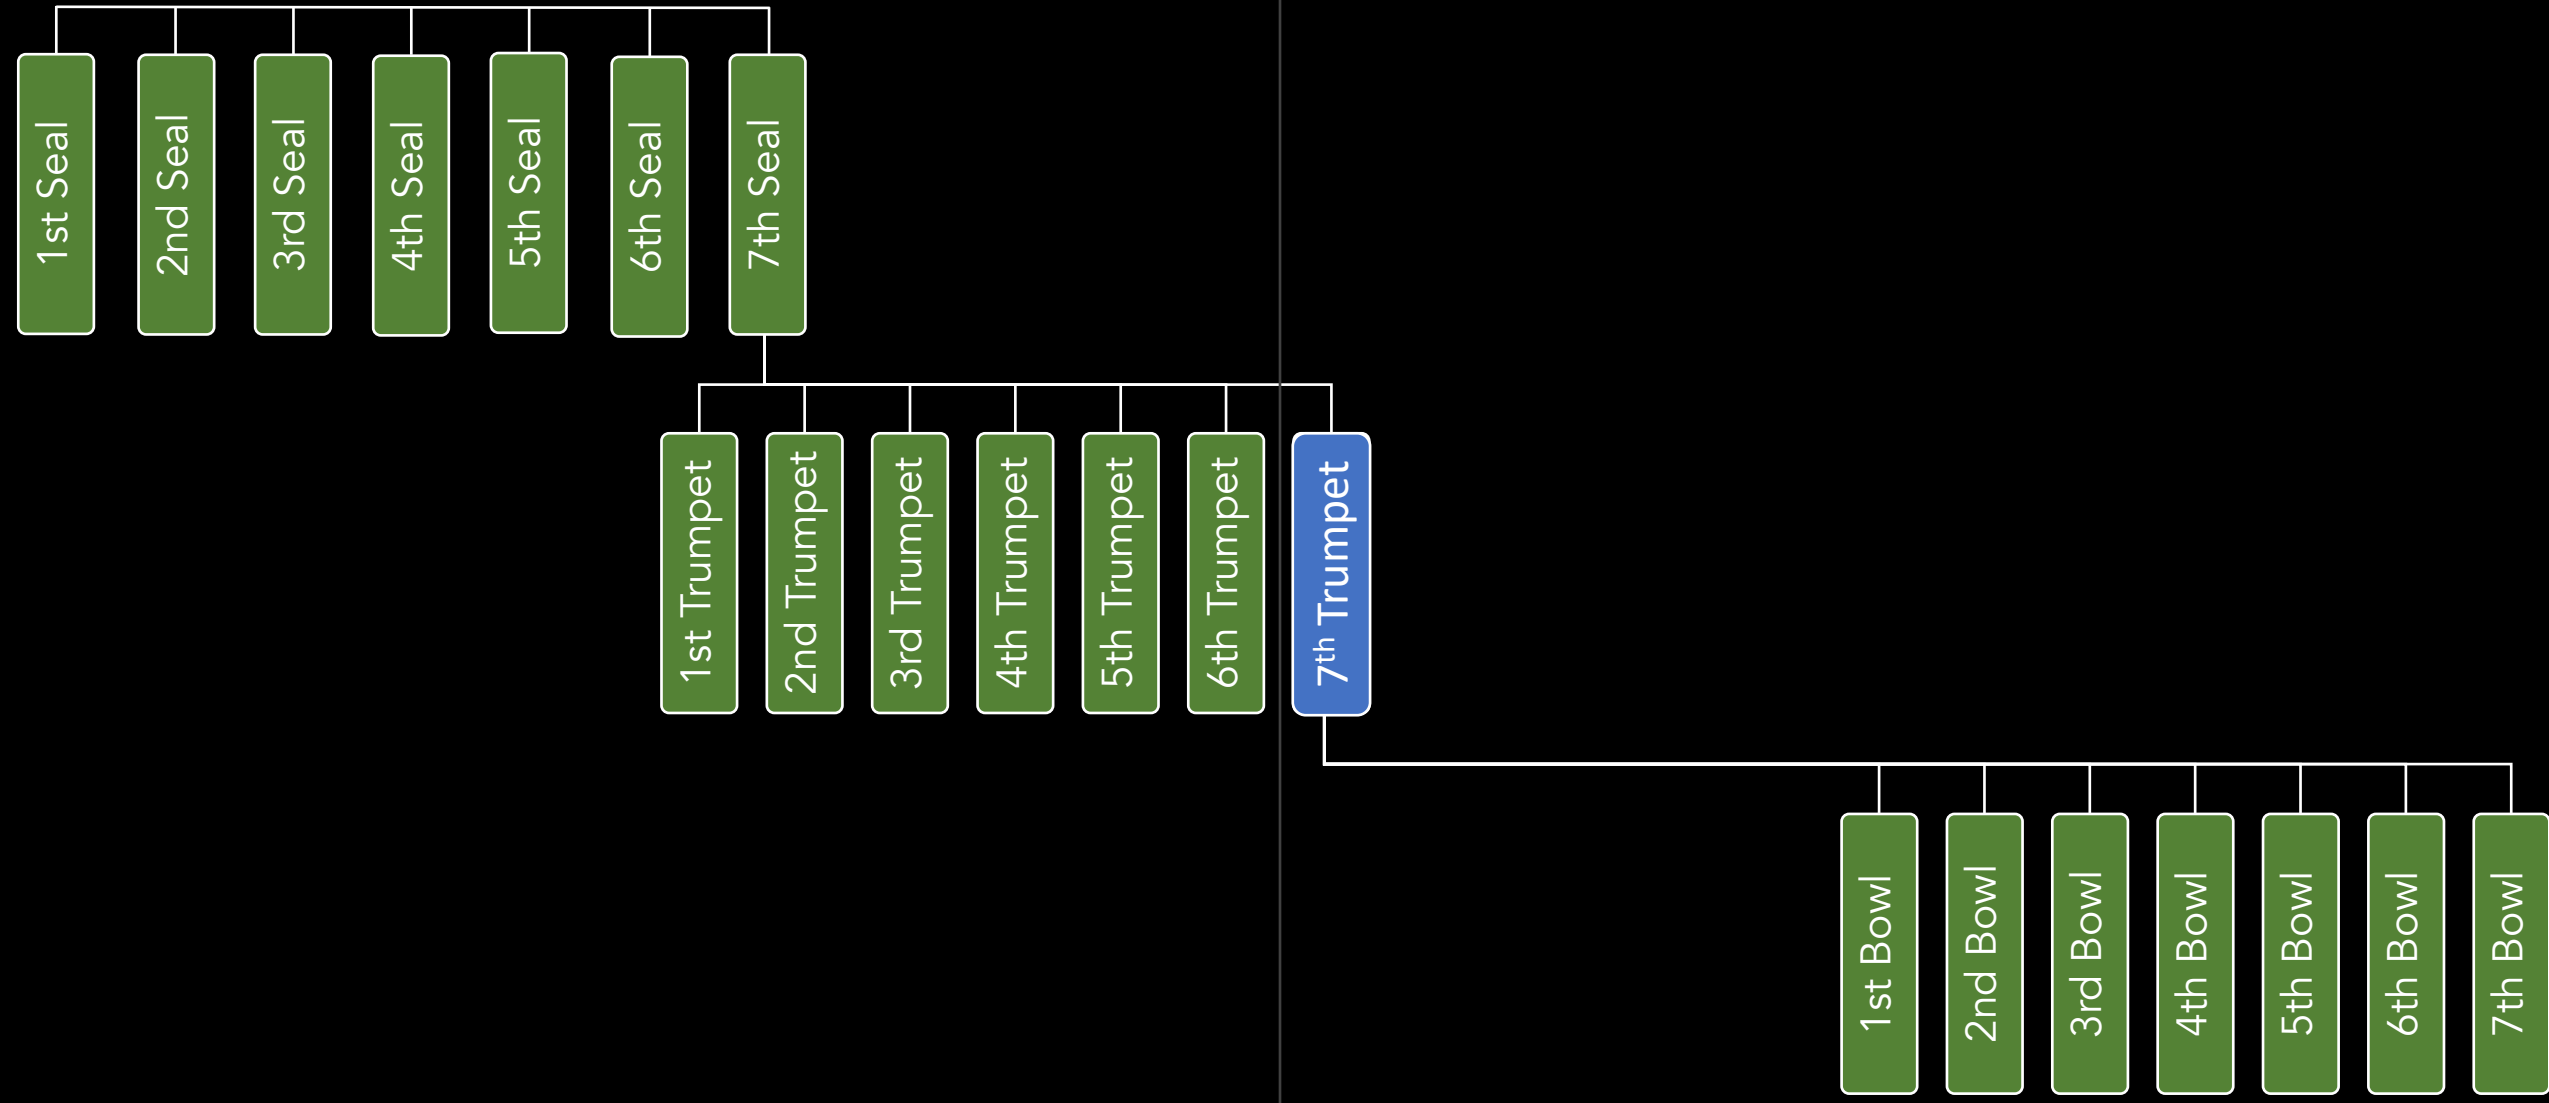 1st Seal
2nd Seal
3rd Seal
4th Seal
5th Seal
6th Seal
7th Seal
1st Trumpet
2nd Trumpet
3rd Trumpet
4th Trumpet
5th Trumpet
6th Trumpet
7th Trumpet
1st Bowl
2nd Bowl
3rd Bowl
4th Bowl
5th Bowl
6th Bowl
7th Bowl